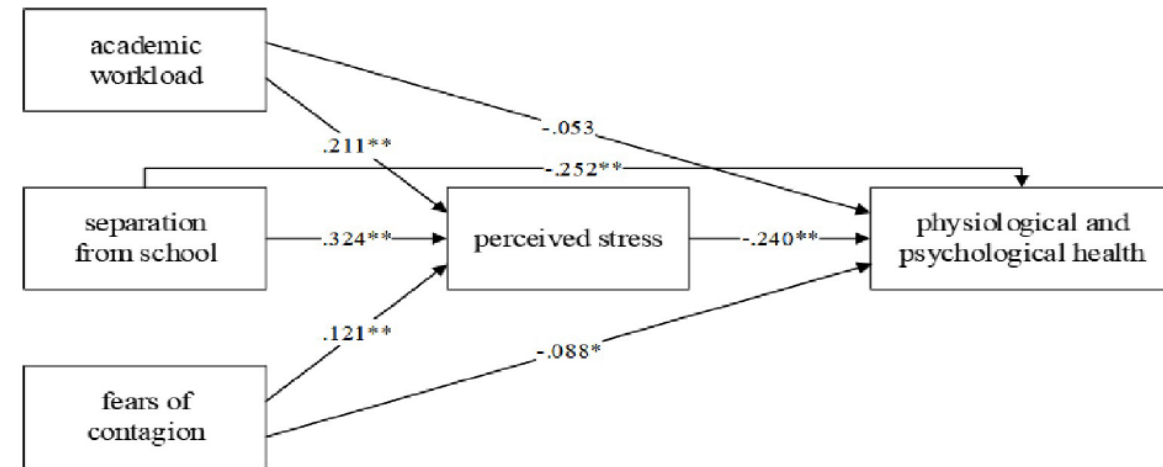 academic
workload
-.053
.211**
-.252**
separation
from school
.324**
perceived stress
-.240**
physiological and
psychological health
.121**
-.088*
fears of
contagion